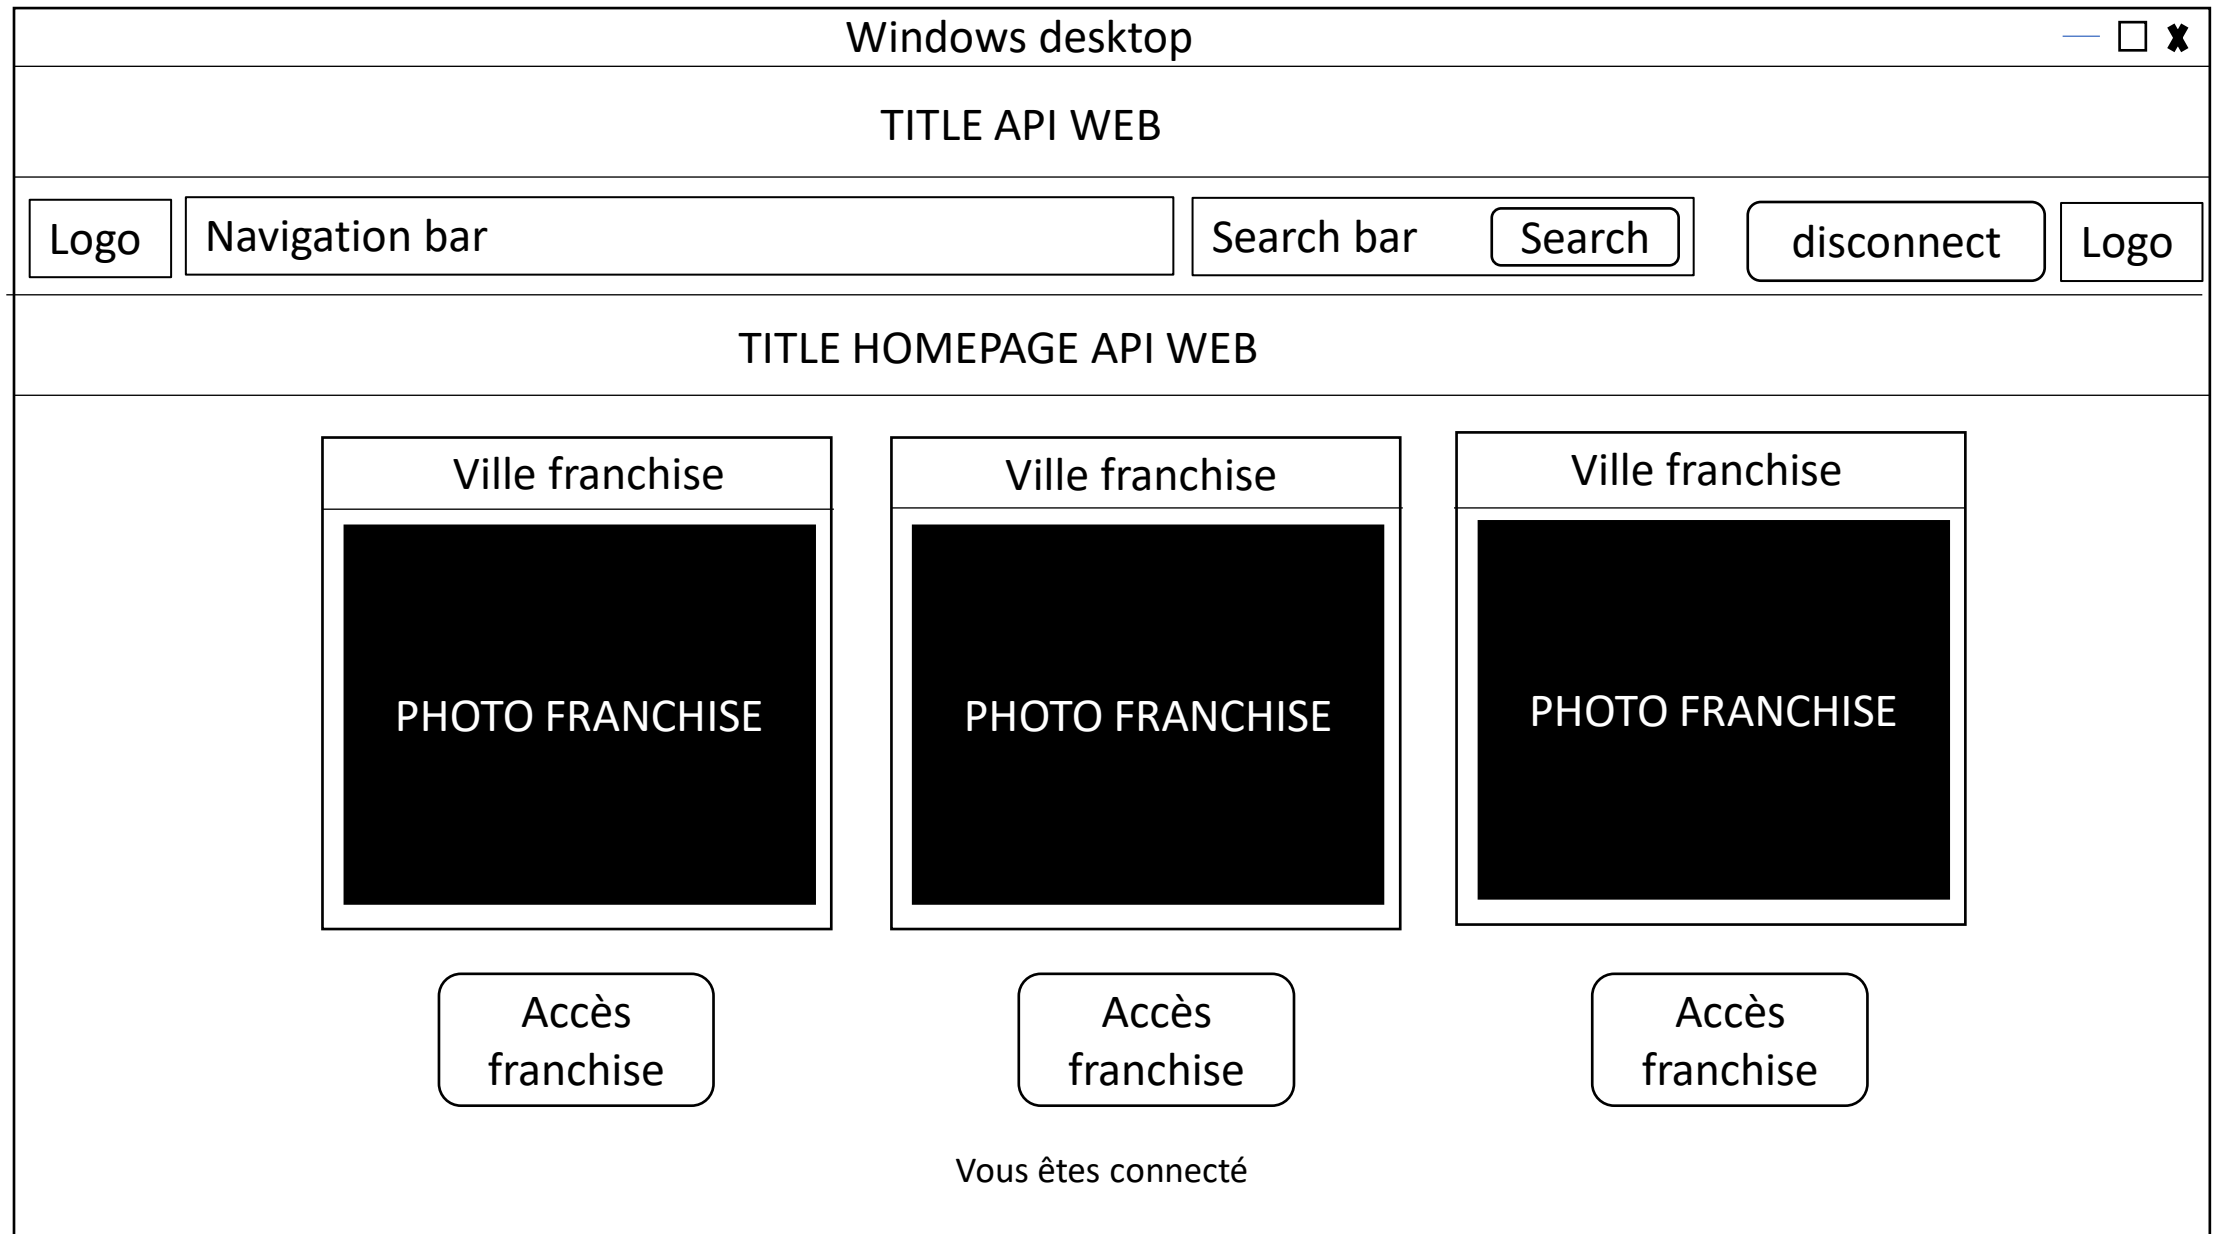 Windows desktop
TITLE API WEB
Logo
Navigation bar
Search bar
Search
disconnect
Logo
TITLE HOMEPAGE API WEB
Ville franchise
Ville franchise
Ville franchise
PHOTO FRANCHISE
PHOTO FRANCHISE
PHOTO FRANCHISE
Accès
franchise
Accès
franchise
Accès
franchise
Vous êtes connecté